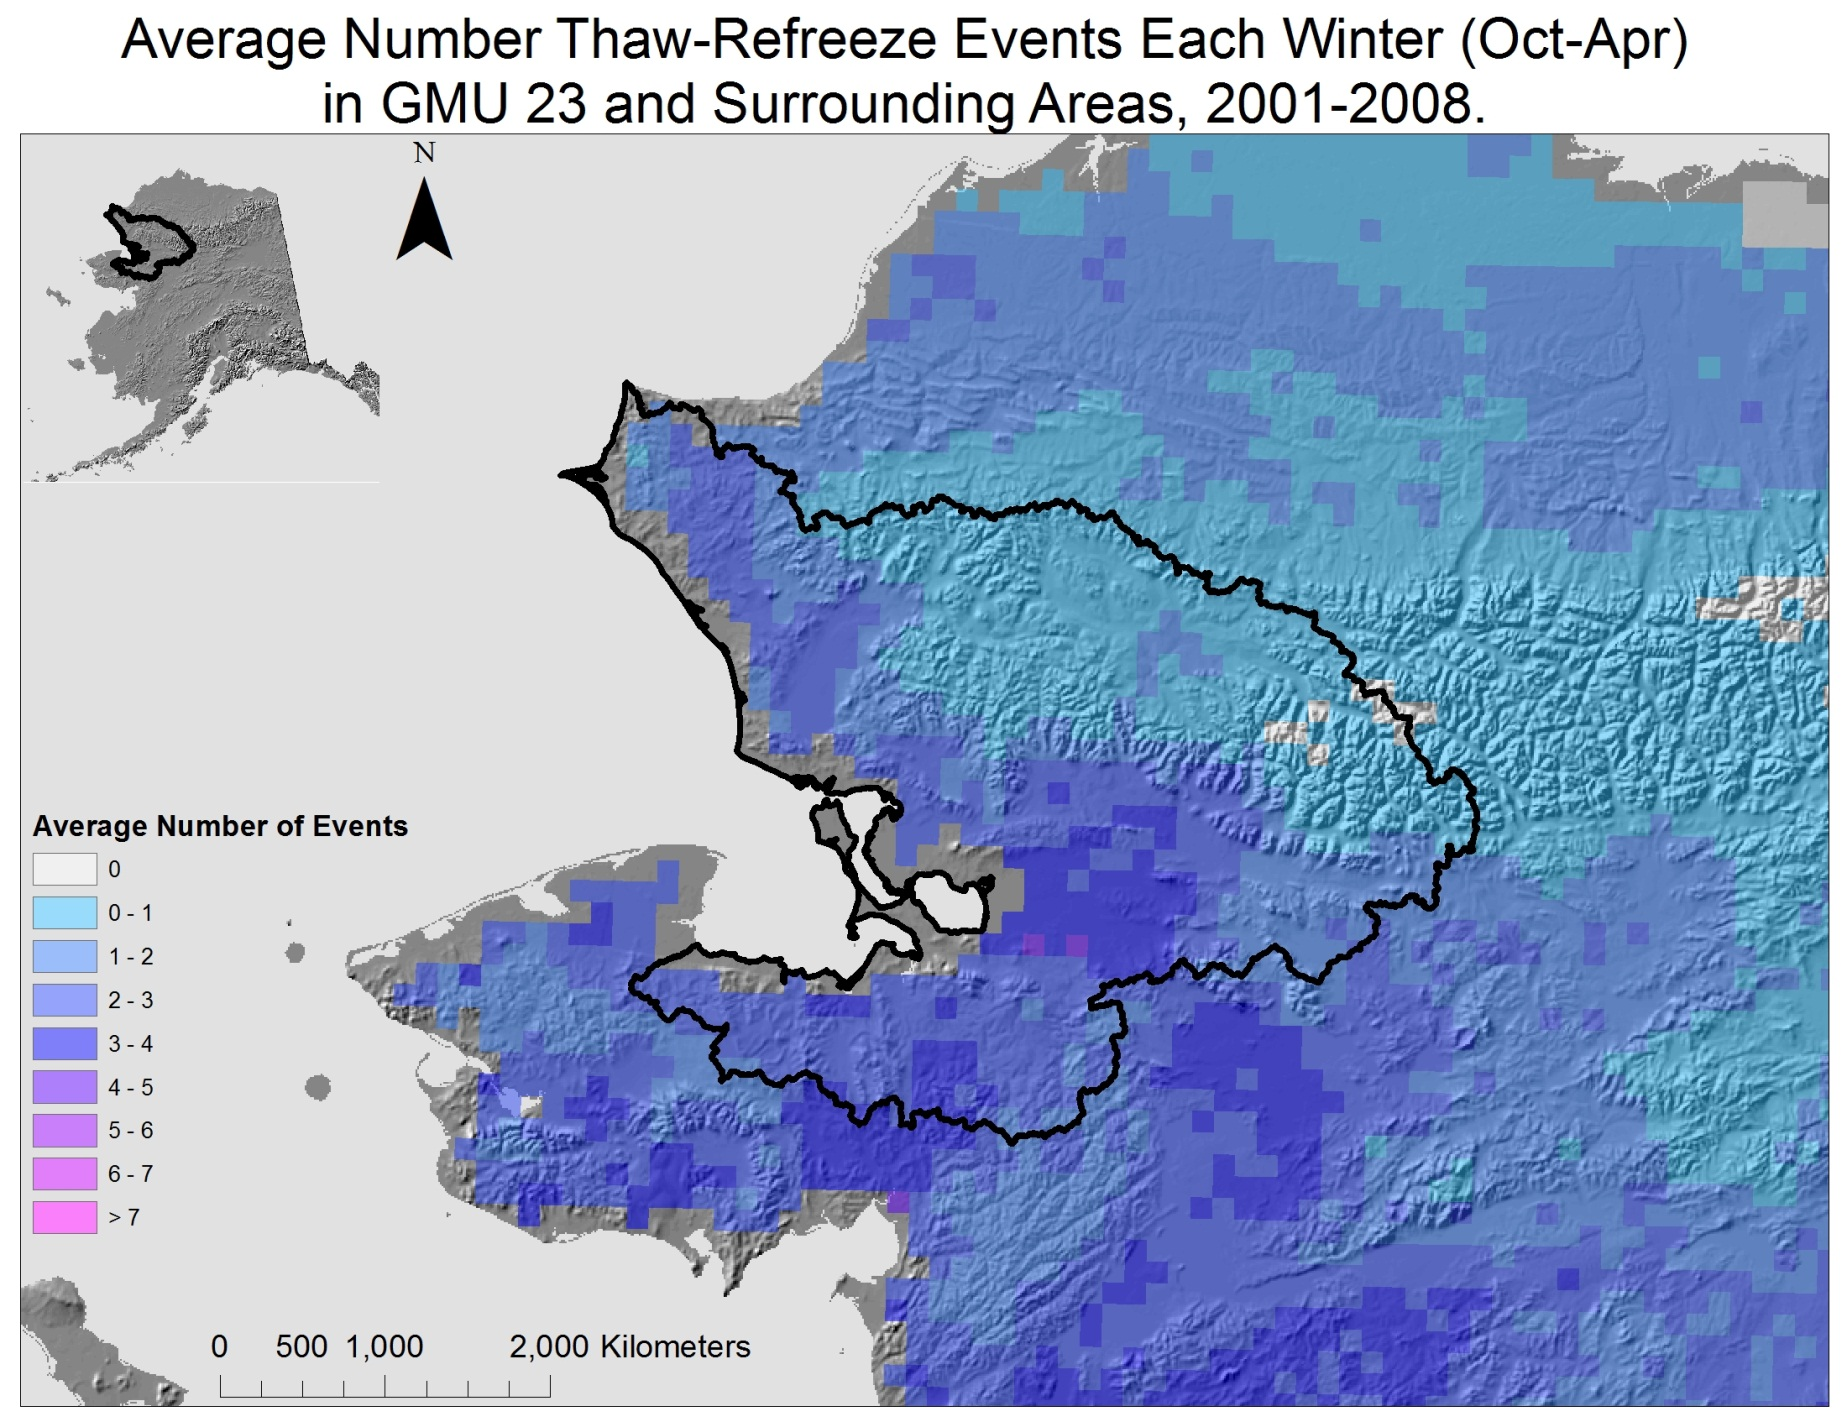 Average Number Thaw-Refreeze Events Each Winter (Oct-Apr)
in GMU 23 and Surrounding Areas, 2001-2008.
N
Average Number of Events
0
0 - 1
1 - 2
2 - 3
3 - 4
4 - 5
5 - 6
6 - 7
> 7
0 500 1,000 2,000 Kilometers